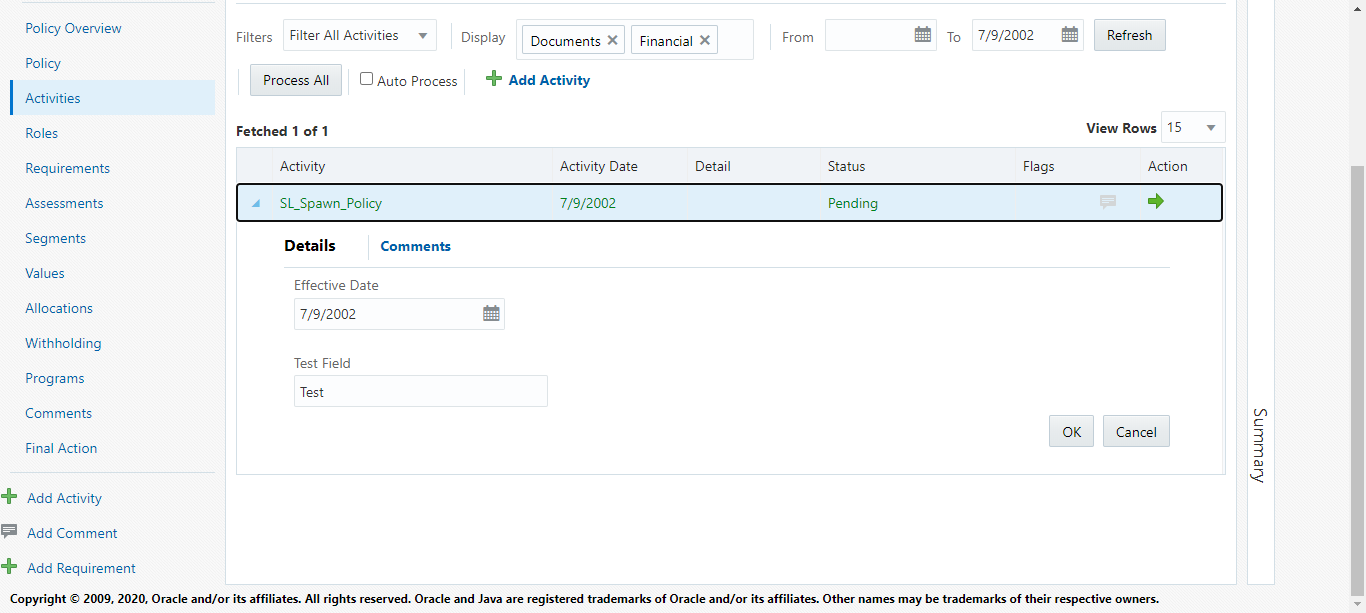 Policy Overview
Policy
Activities
Roles
Requirements
Assessments
Segments
Values
Allocations
Withholding
Programs
Comments
Final Action
Add Activity
Add Comment
Add Requirement
Filters Filter All Activities Display Documents Financial From To 7/9/2002 Refresh
Process All Auto Process Add Activity
Fetched 1 of 1 View Rows 15
Activity Activity Date Detail Status Flags Action
SL_Spawn_Policy 7/9/2002 Pending
Details Comments
Effective Date
7/9/2002
Test Field
Test
OK Cancel
Summary
Copyright © 2009, 2020, Oracle and/or its affiliates. All rights reserved. Oracle and Java are registered trademarks of Oracle and/or its affiliates. Other names may be trademarks of their respective owners.